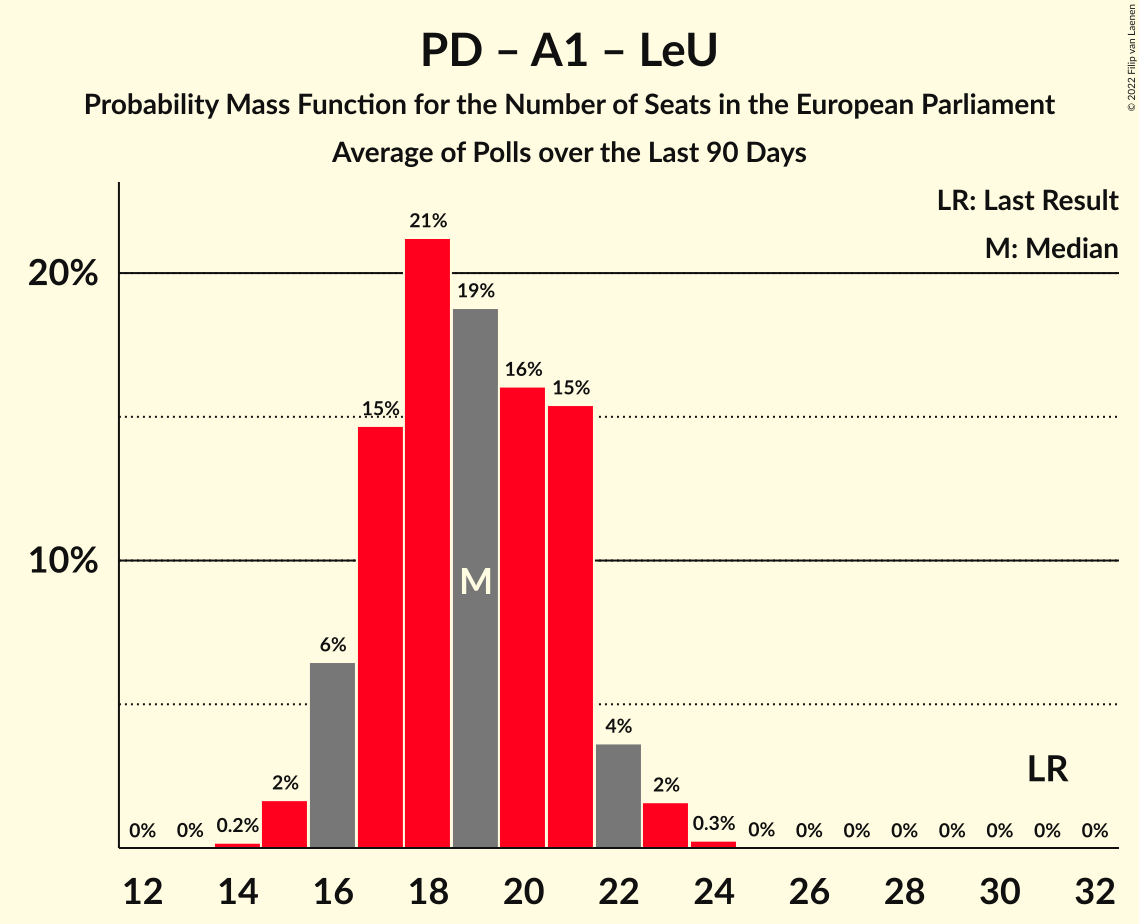 PD – A1 – LeU
Probability Mass Function for the Number of Seats in the European Parliament
Average of Polls over the Last 90 Days
© 2022 Filip van Laenen
LR: Last Result
M: Median
20%
10%
0%
0%
0.2%
2%
6%
15%
21%
19%
16%
15%
4%
2%
0.3%
0%
0%
0%
0%
0%
0%
0%
0%
M
LR
12 14 16 18 20 22 24 26 28 30 32